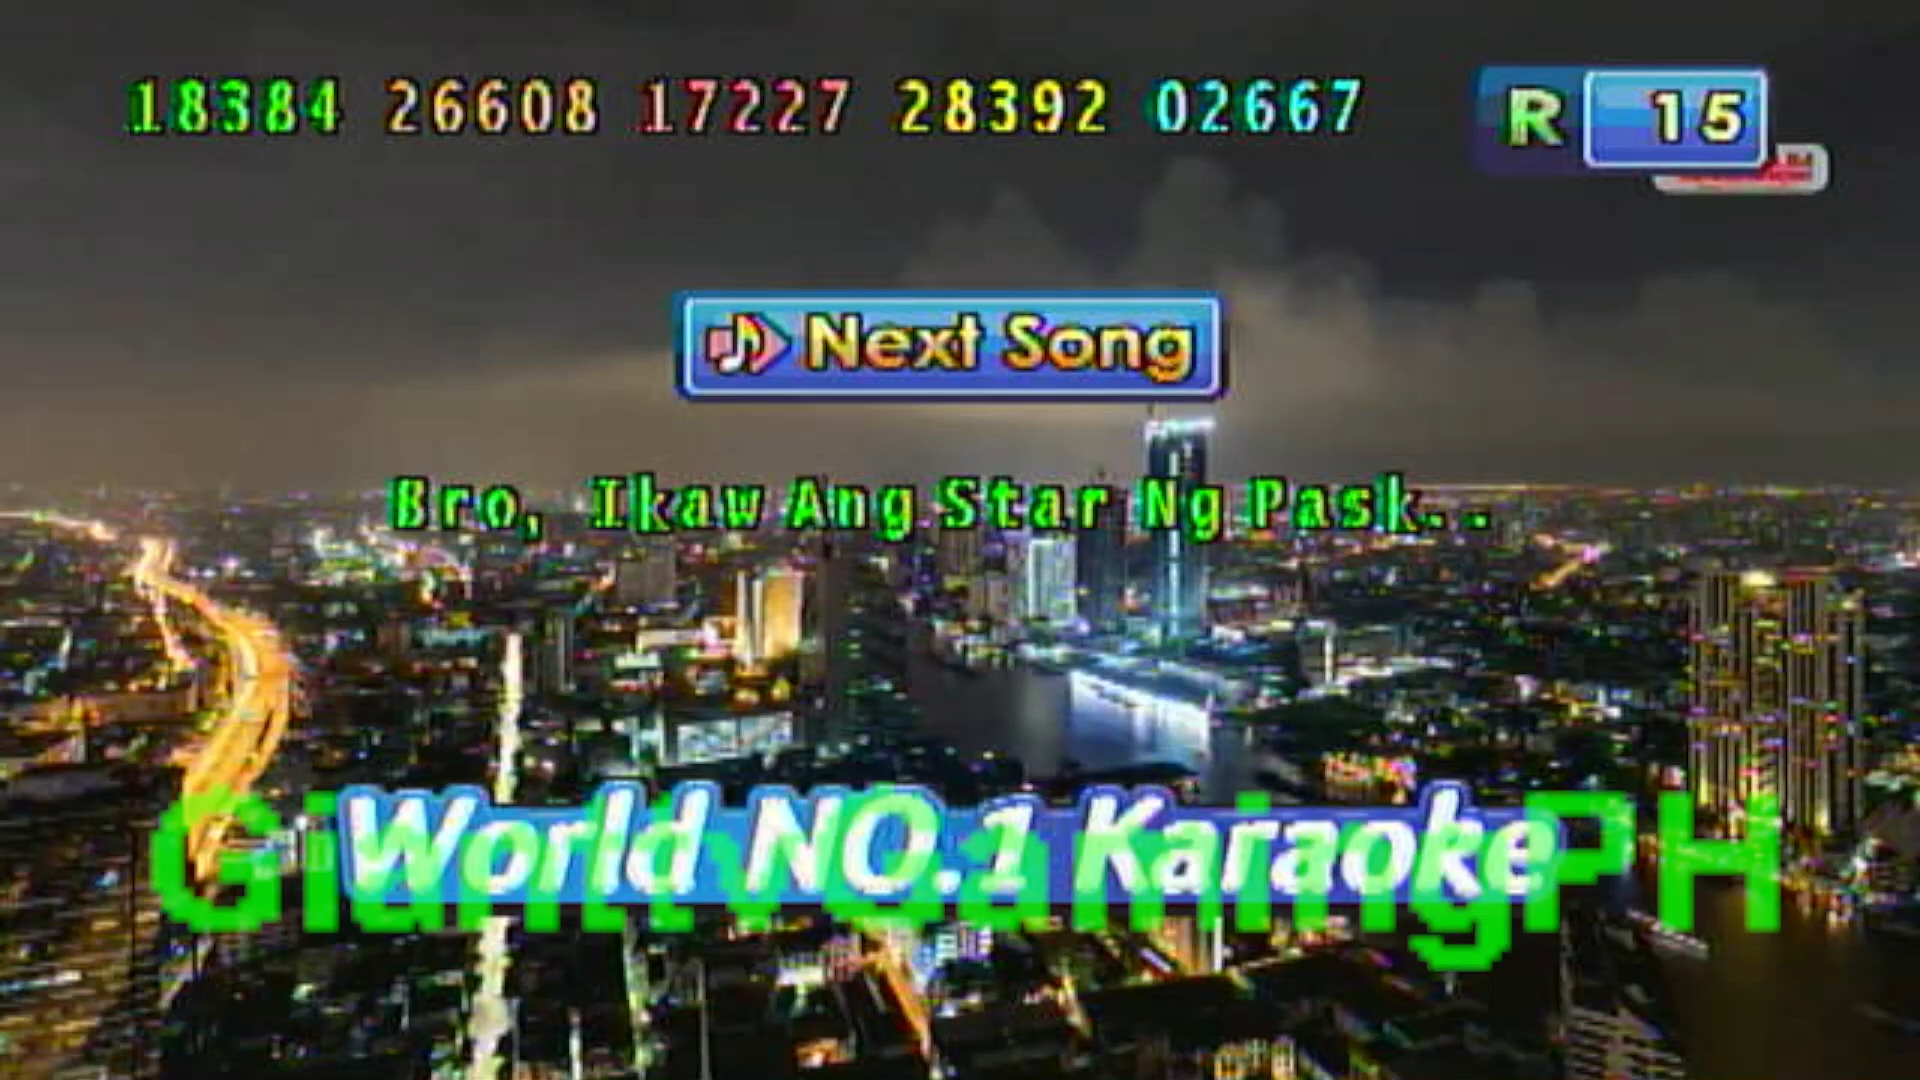 18384 26608 17227 28392 02667
R 15
Next Song
Bro, Ikaw Ang Star Ng Pask..
World NO.1 Karaoke